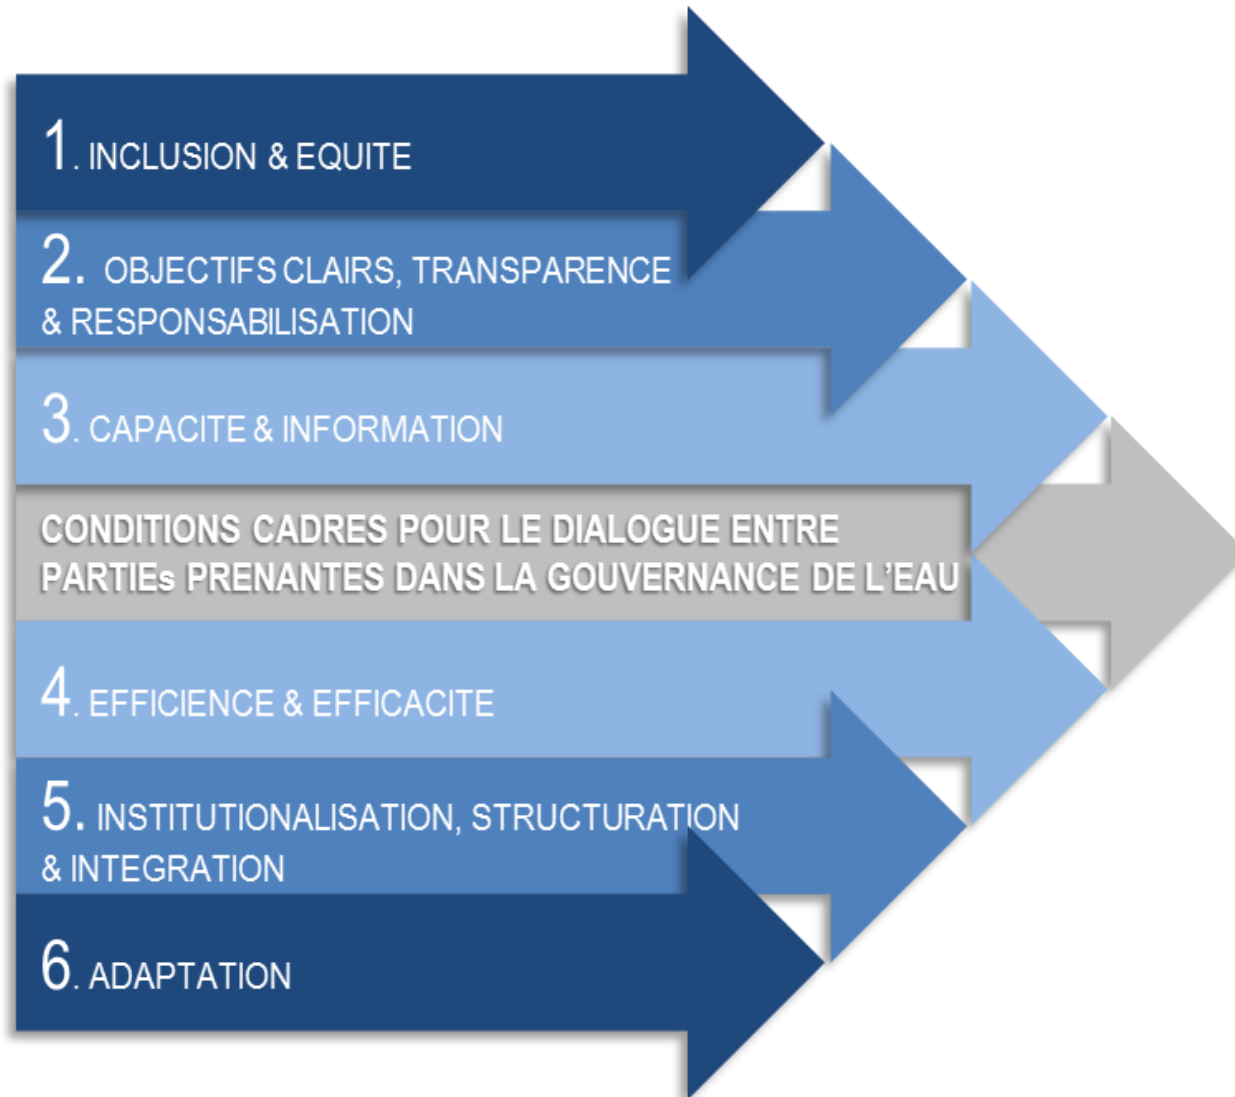 1. INCLUSION & EQUITE
2. OBJECTIFS CLAIRS, TRANSPARENCE
& RESPONSABILISATION
3. CAPACITE & INFORMATION
CONDITIONS CADRES POUR LE DIALOGUE ENTRE
PARTIEs PRENANTES DANS LA GOUVERNANCE DE L’EAU
4. EFFICIENCE & EFFICACITE
5. INSTITUTIONALISATION, STRUCTURATION
& INTEGRATION
6. ADAPTATION